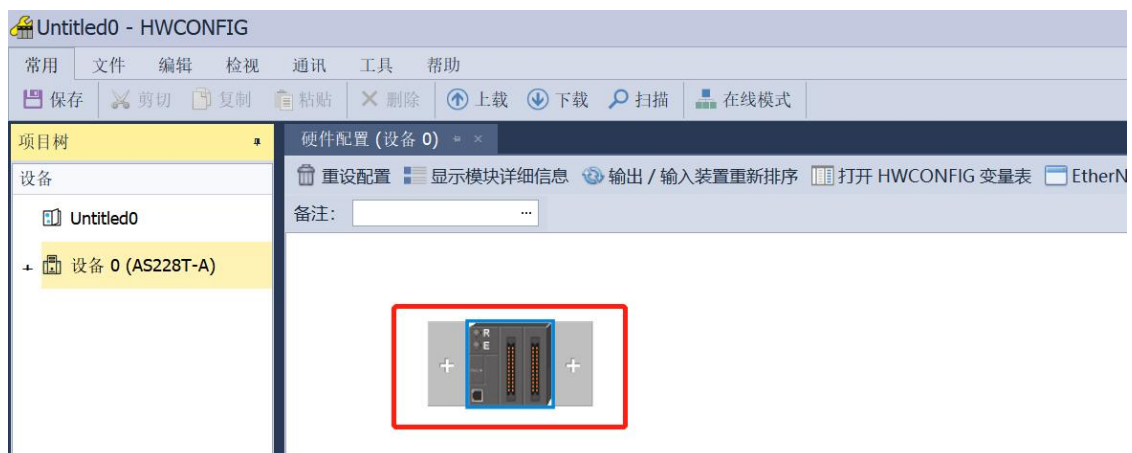 Untitled0 - HWCONFIG
常用 文件 编辑 检视 通讯 工具 帮助
保存 剪切 复制 粘贴 删除 上载 下载 扫描 在线模式
项目树
硬件配置 (设备 0)
设备
重设配置 显示模块详细信息 输出 / 输入装置重新排序 打开 HWCONFIG 变量表 EtherN
备注: ...
Untitled0
设备 0 (AS228T-A)
R
E